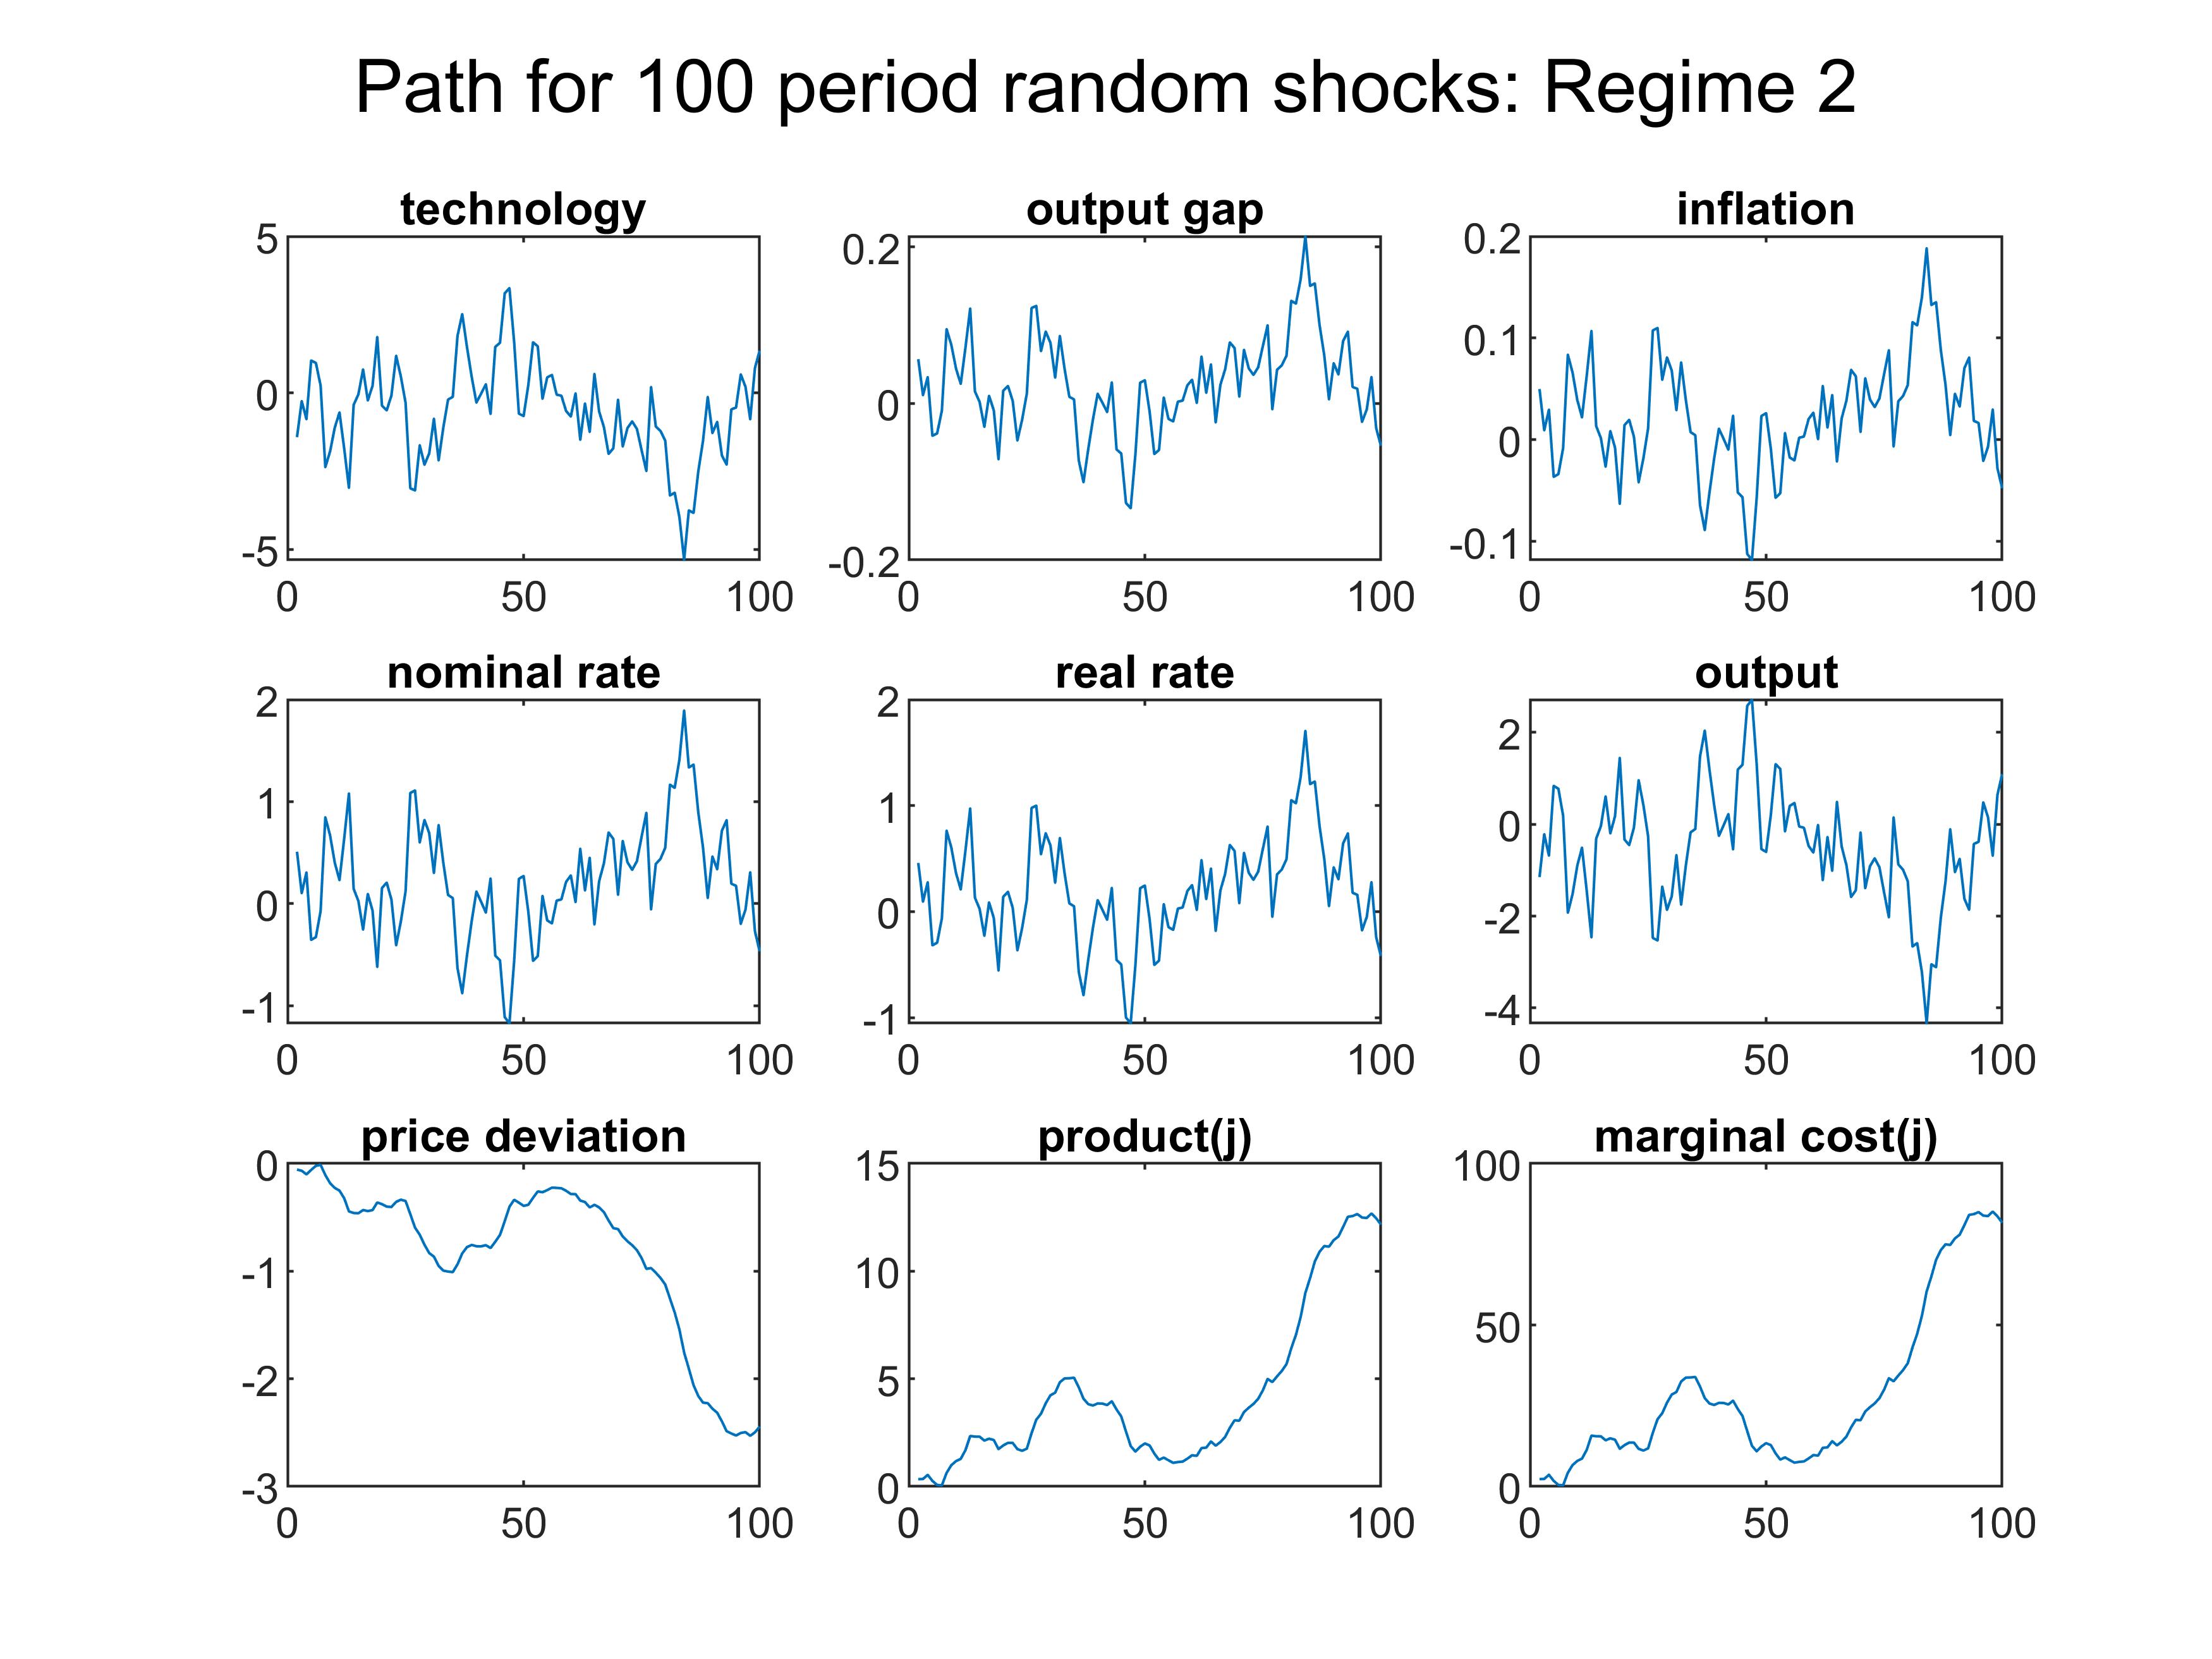 Path for 100 period random shocks: Regime 2
technology
5
0
-5
0 50 100
output gap
0.2
0
-0.2
0 50 100
inflation
0.2
0.1
0
-0.1
0 50 100
nominal rate
2
1
0
-1
0 50 100
real rate
2
1
0
-1
0 50 100
output
2
0
-2
-4
0 50 100
price deviation
0
-1
-2
-3
0 50 100
product(j)
15
10
5
0
0 50 100
marginal cost(j)
100
50
0
0 50 100